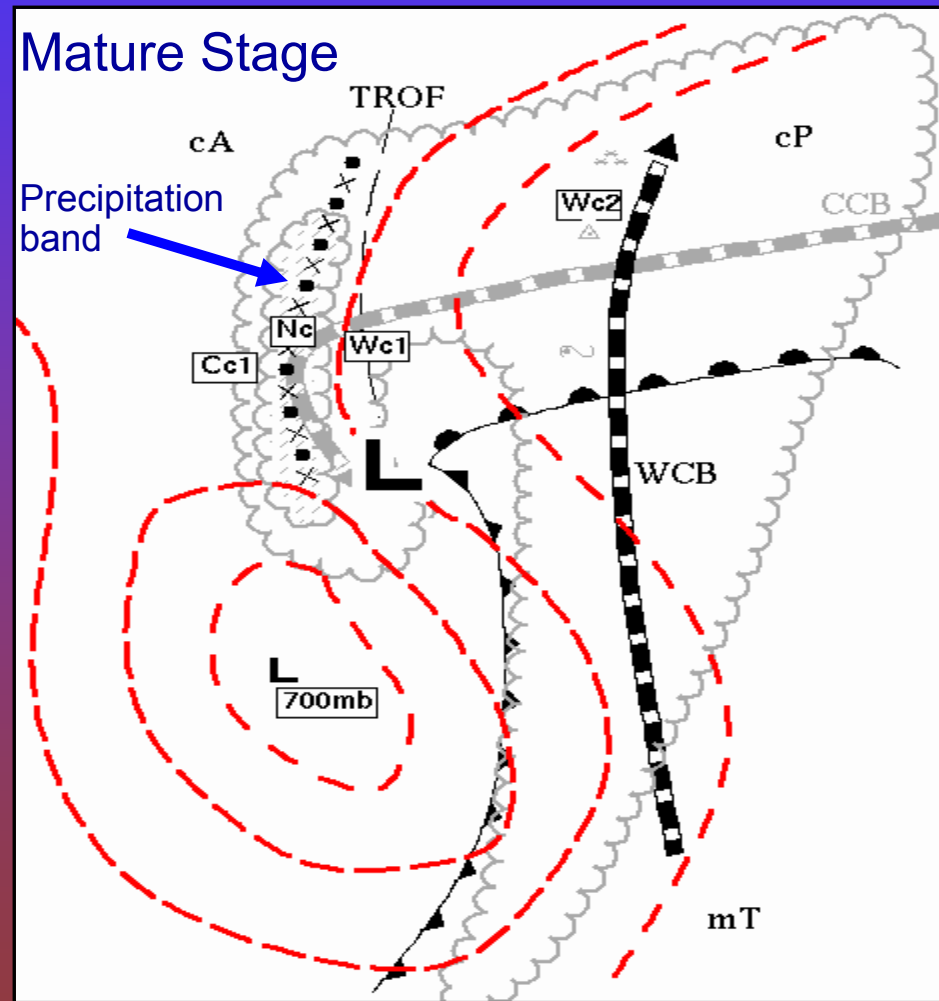 Mature Stage
TROF
cA
cP
Precipitation
band
Wc2
CCB
Nc
Wc1
Cc1
L
WCB
L
700mb
mT